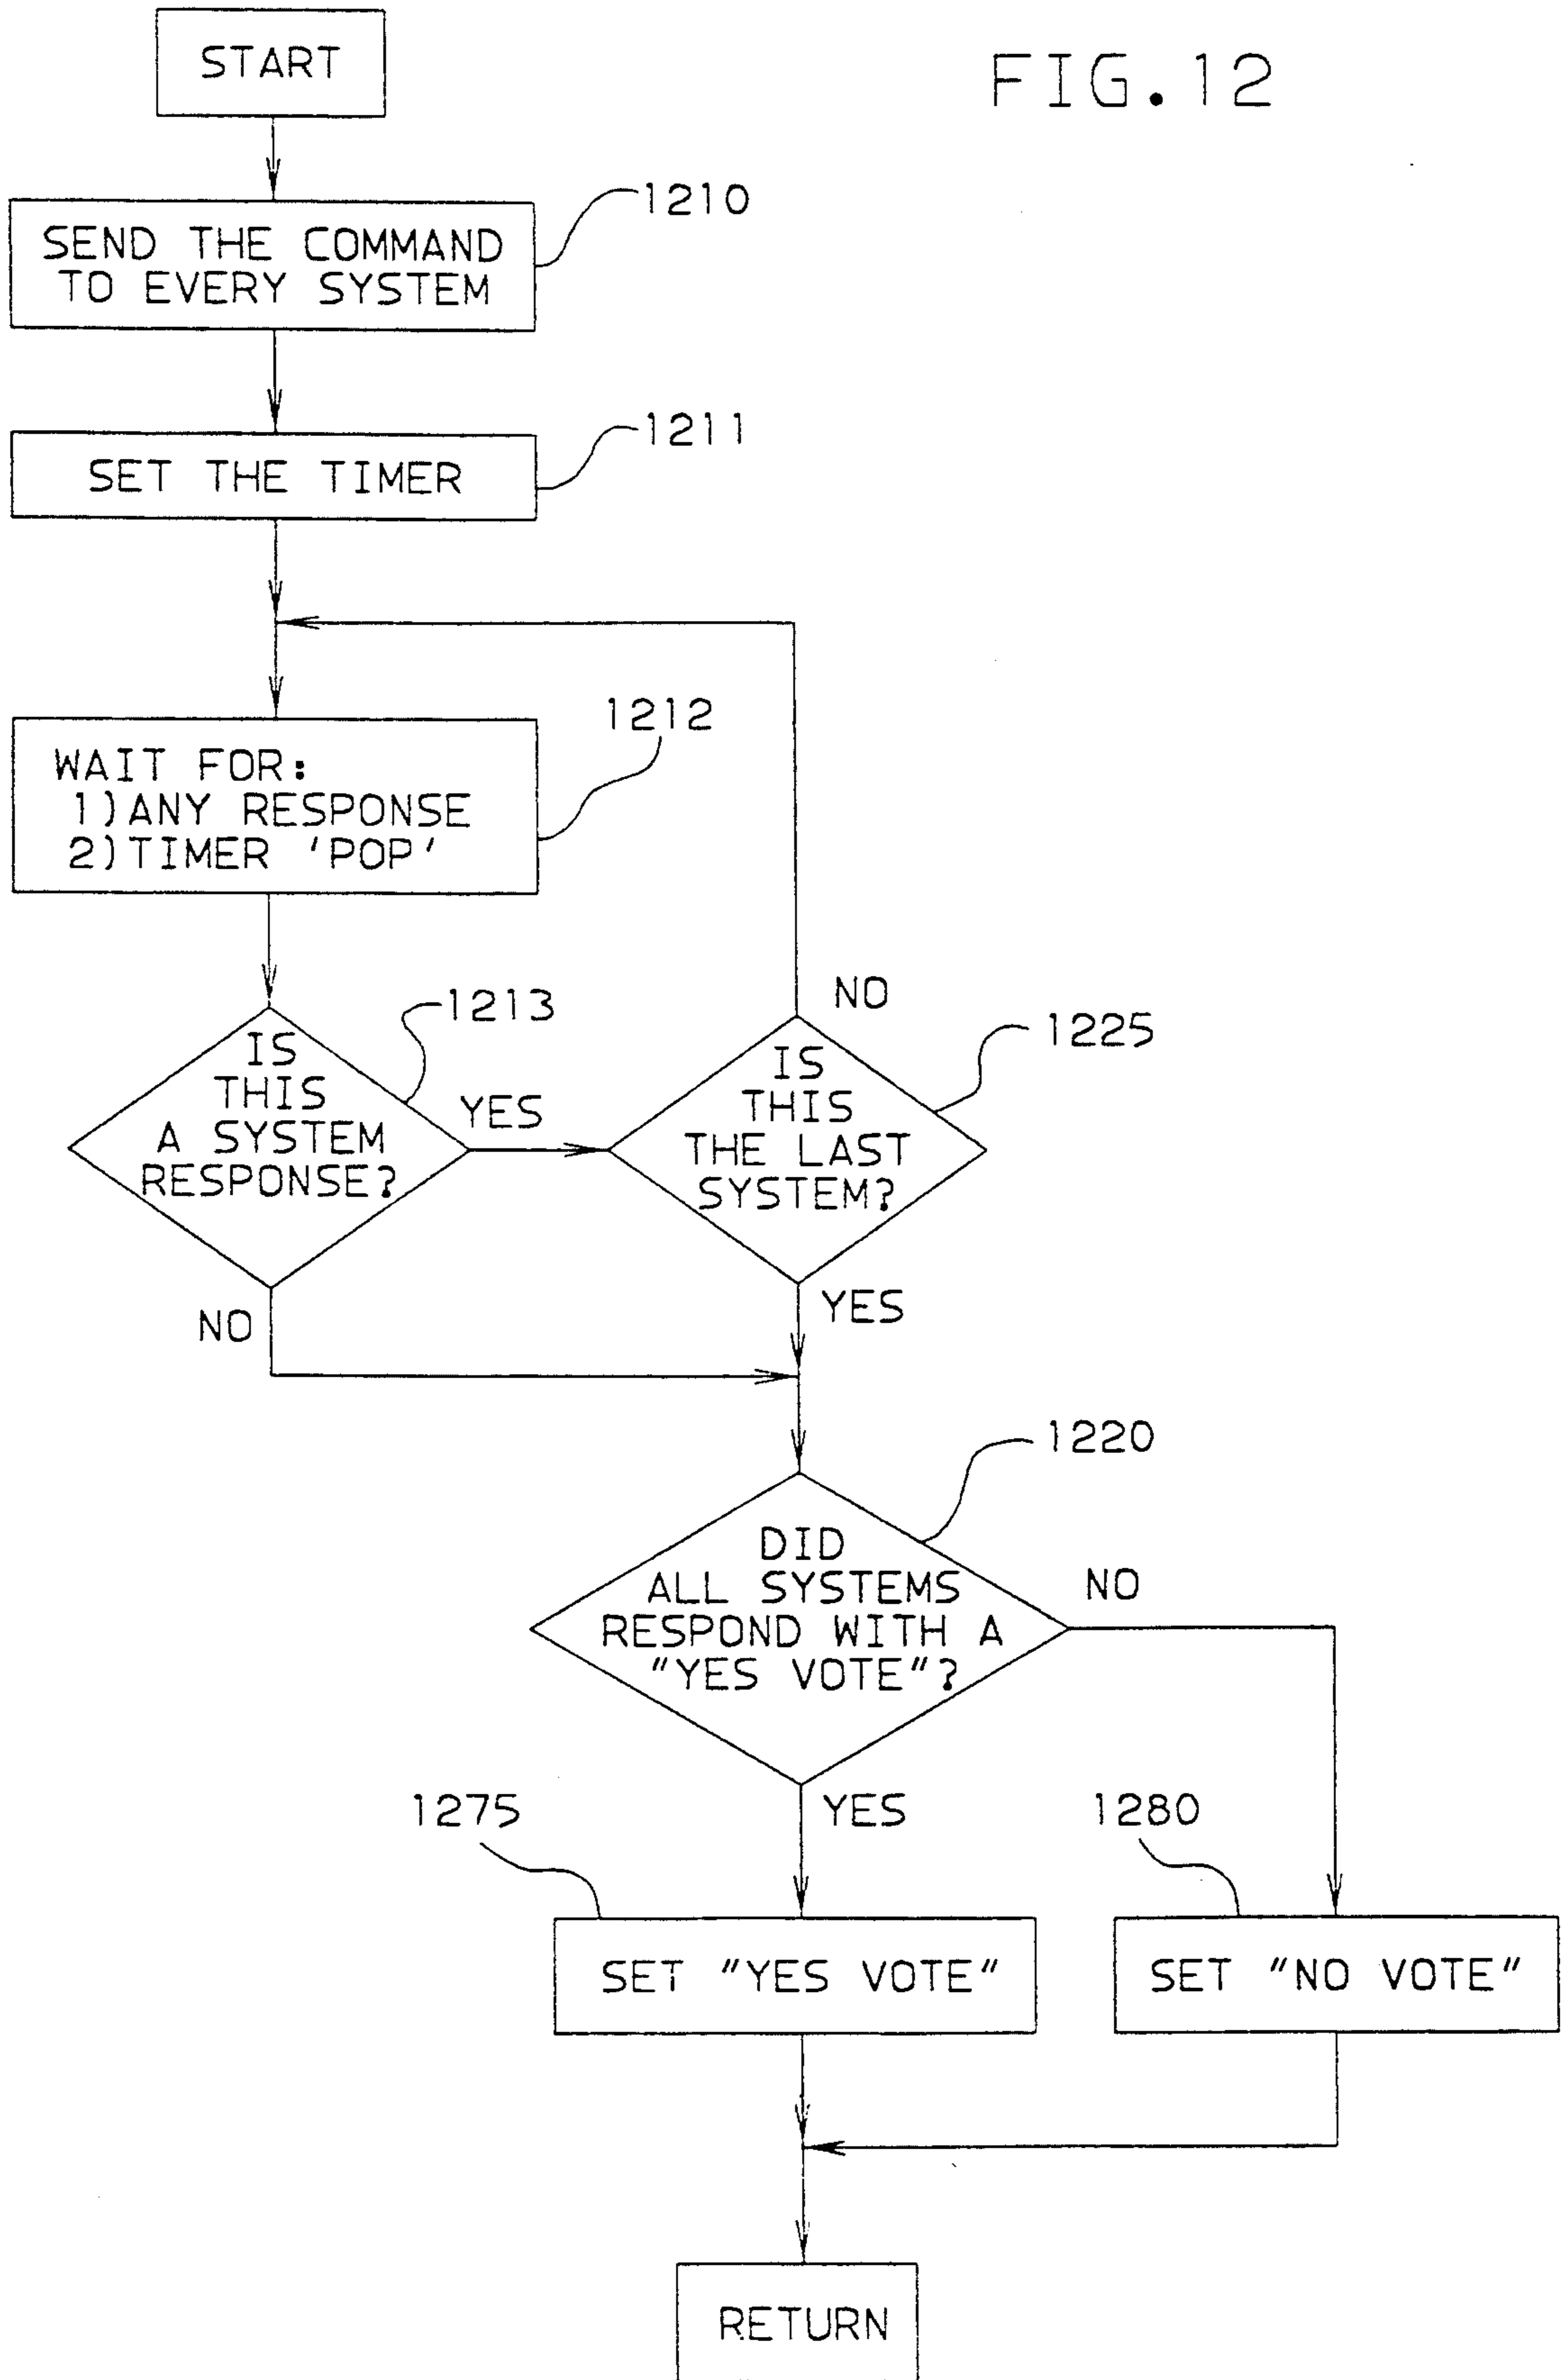 START
FIG.12
1210
SEND THE COMMAND
TO EVERY SYSTEM
1211
SET THE TIMER
1212
WAIT FOR:
1)ANY RESPONSE
2)TIMER 'POP'
1213
IS
THIS
A SYSTEM
RESPONSE?
YES
NO
NO
1225
IS
THIS
THE LAST
SYSTEM?
YES
1220
DID
ALL SYSTEMS
RESPOND WITH A
"YES VOTE"?
NO
YES
1275
SET "YES VOTE"
1280
SET "NO VOTE"
RETURN